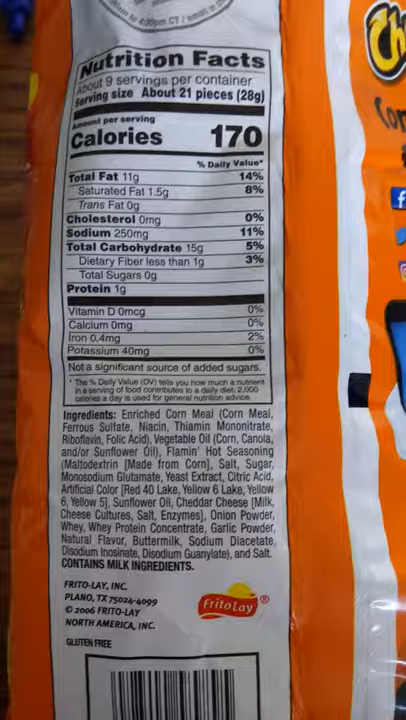 to 4:30pm CT / email
Nutrition Facts
About 9 servings per container
Serving size About 21 pieces (28g)
Amount per serving
Calories 170
% Daily Value*
Total Fat 11g 14%
Saturated Fat 1.5g 8%
Trans Fat 0g
Cholesterol 0mg 0%
Sodium 250mg 11%
Total Carbohydrate 15g 5%
Dietary Fiber less than 1g 3%
Total Sugars 0g
Protein 1g
Vitamin D 0mcg 0%
Calcium 0mg 0%
Iron 0.4mg 2%
Potassium 40mg 0%
Not a significant source of added sugars.
* The % Daily Value (DV) tells you how much a nutrient
in a serving of food contributes to a daily diet. 2,000
calories a day is used for general nutrition advice.
Ingredients: Enriched Corn Meal (Corn Meal,
Ferrous Sulfate, Niacin, Thiamin Mononitrate,
Riboflavin, Folic Acid), Vegetable Oil (Corn, Canola,
and/or Sunflower Oil), Flamin' Hot Seasoning
(Maltodextrin [Made from Corn], Salt, Sugar,
Monosodium Glutamate, Yeast Extract, Citric Acid,
Artificial Color [Red 40 Lake, Yellow 6 Lake, Yellow
6, Yellow 5], Sunflower Oil, Cheddar Cheese [Milk,
Cheese Cultures, Salt, Enzymes], Onion Powder,
Whey, Whey Protein Concentrate, Garlic Powder,
Natural Flavor, Buttermilk, Sodium Diacetate,
Disodium Inosinate, Disodium Guanylate), and Salt.
CONTAINS MILK INGREDIENTS.
FRITO-LAY, INC.
PLANO, TX 75024-4099
© 2006 FRITO-LAY
NORTH AMERICA, INC.
FritoLay ®
GLUTEN FREE
Ch
Con
f